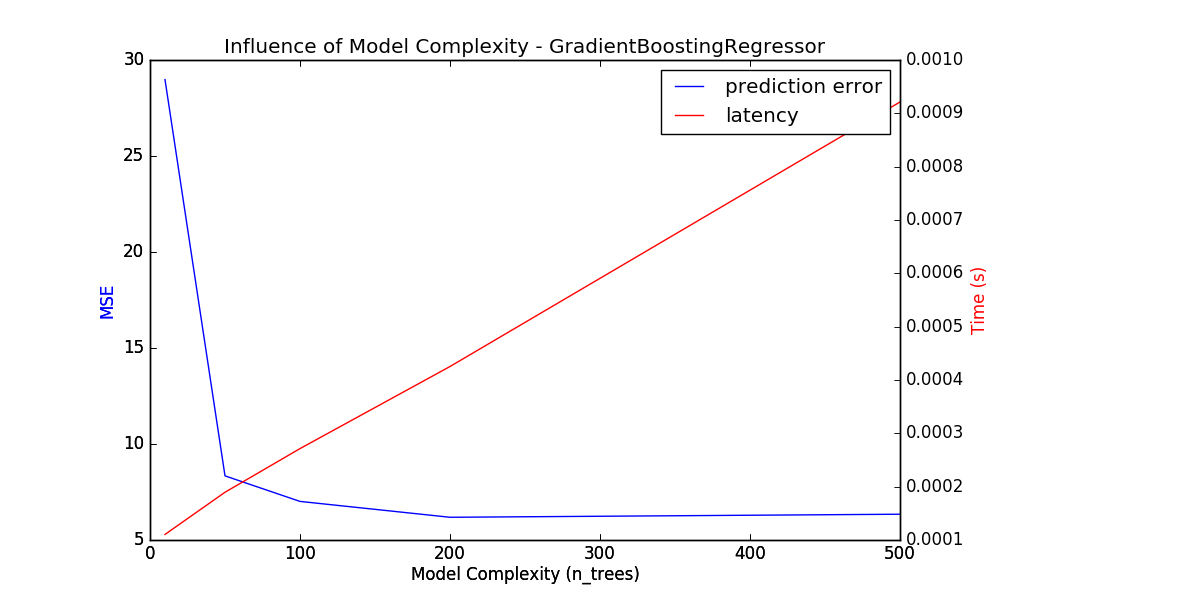 Influence of Model Complexity - GradientBoostingRegressor
prediction error
latency
30
25
20
15
10
5
MSE
0.0010
0.0009
0.0008
0.0007
0.0006
0.0005
0.0004
0.0003
0.0002
0.0001
Time (s)
0 100 200 300 400 500
Model Complexity (n_trees)